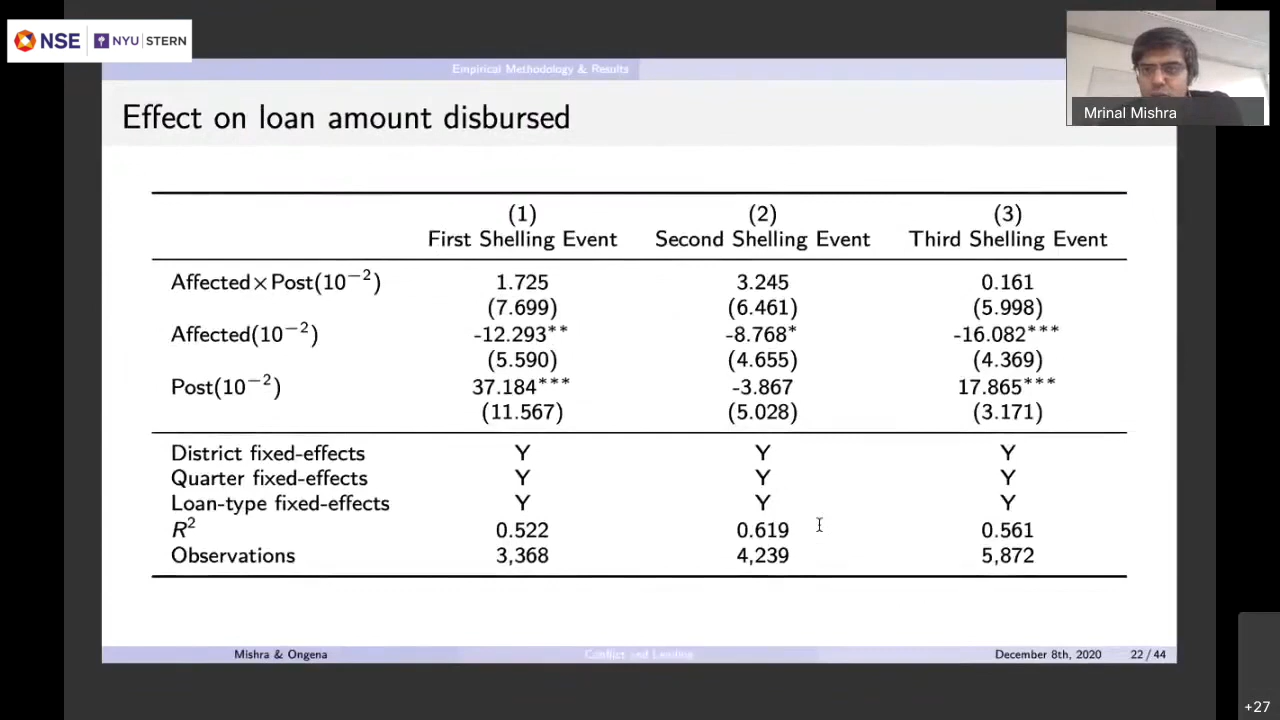 NSE NYU STERN
Empirical Methodology & Results
Mrinal Mishra
Effect on loan amount disbursed
(1) (2) (3)
First Shelling Event Second Shelling Event Third Shelling Event
Affected×Post(10⁻²) 1.725 3.245 0.161
(7.699) (6.461) (5.998)
Affected(10⁻²) -12.293** -8.768* -16.082***
(5.590) (4.655) (4.369)
Post(10⁻²) 37.184*** -3.867 17.865***
(11.567) (5.028) (3.171)
District fixed-effects Y Y Y
Quarter fixed-effects Y Y Y
Loan-type fixed-effects Y Y Y
R² 0.522 0.619 0.561
Observations 3,368 4,239 5,872
Mishra & Ongena Conflict and Lending December 8th, 2020 22 / 44
+27